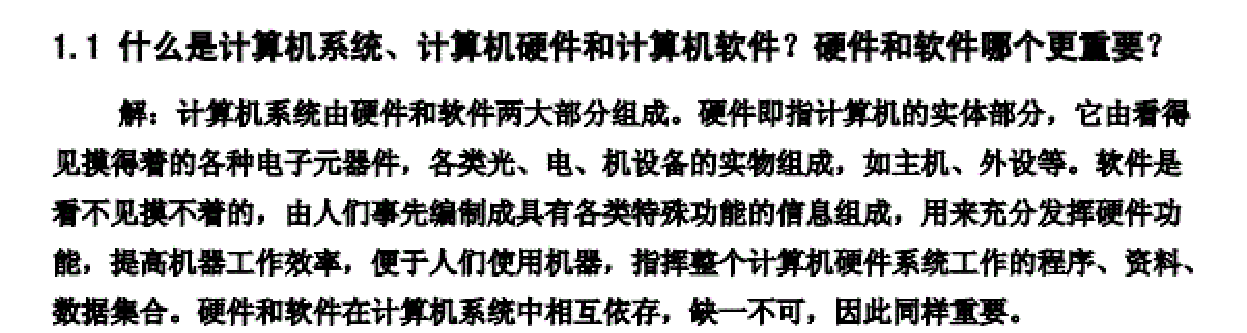 1.1 什么是计算机系统、计算机硬件和计算机软件？硬件和软件哪个更重要？
解：计算机系统由硬件和软件两大部分组成。硬件即指计算机的实体部分，它由看得
见摸得着的各种电子元器件，各类光、电、机设备的实物组成，如主机、外设等。软件是
看不见摸不着的，由人们事先编制成具有各类特殊功能的信息组成，用来充分发挥硬件功
能，提高机器工作效率，便于人们使用机器，指挥整个计算机硬件系统工作的程序、资料、
数据集合。硬件和软件在计算机系统中相互依存，缺一不可，因此同样重要。